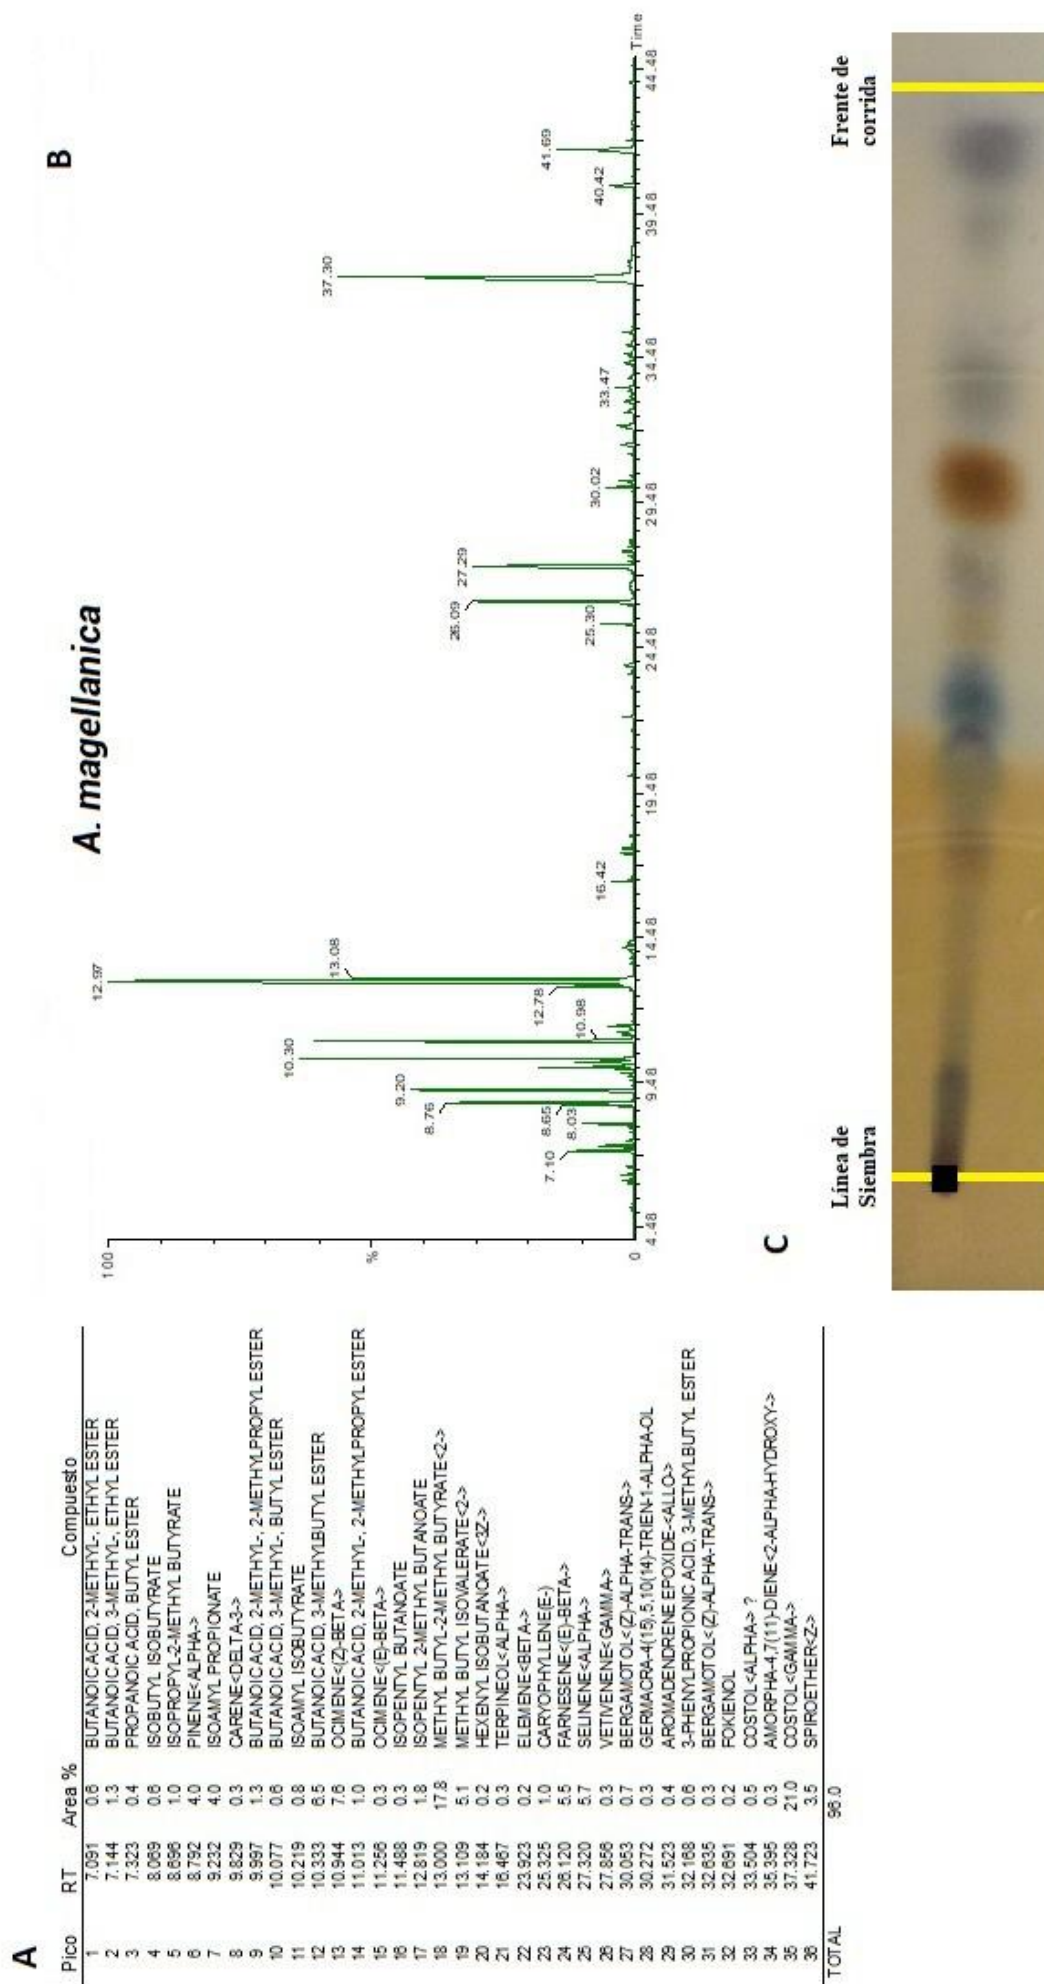 A
Pico RT Area % Compuesto
1 7.091 0.6 BUTANOIC ACID, 2-METHYL-, ETHYL ESTER
2 7.144 1.3 BUTANOIC ACID, 3-METHYL-, ETHYL ESTER
3 7.323 0.4 PROPANOIC ACID, BUTYL ESTER
4 8.069 0.6 ISOBUTYL ISOBUTYRATE
5 8.696 1.0 ISOPROPYL-2-METHYL BUTYRATE
6 8.792 4.0 PINENE<ALPHA->
7 9.232 4.0 ISOAMYL PROPIONATE
8 9.829 0.3 CARENE<DELTA-3->
9 9.997 1.3 BUTANOIC ACID, 2-METHYL-, 2-METHYLPROPYL ESTER
10 10.077 0.6 BUTANOIC ACID, 3-METHYL-, BUTYL ESTER
11 10.219 0.8 ISOAMYL ISOBUTYRATE
12 10.333 6.5 BUTANOIC ACID, 3-METHYLBUTYL ESTER
13 10.944 7.6 OCIMENE<(Z)-BETA->
14 11.013 1.0 BUTANOIC ACID, 2-METHYL-, 2-METHYLPROPYL ESTER
15 11.256 0.3 OCIMENE<(E)-BETA->
16 11.488 0.3 ISOPENTYL BUTANOATE
17 12.819 1.8 ISOPENTYL 2-METHYL BUTANOATE
18 13.000 17.8 METHYL BUTYL-2-METHYL BUTYRATE<2->
19 13.109 5.1 METHYL BUTYL ISOVALERATE<2->
20 14.184 0.2 HEXENYL ISOBUTANOATE<3Z->
21 16.467 0.3 TERPINEOL<ALPHA->
22 23.923 0.2 ELEMENE<BETA->
23 25.325 1.0 CARYOPHYLLENE(E-)
24 26.120 5.5 FARNESENE<(E)-BETA->
25 27.320 5.7 SELINENE<ALPHA->
26 27.856 0.3 VETIVENENE<GAMMA->
27 30.053 0.7 BERGAMOTOL<(Z)-ALPHA-TRANS->
28 30.272 0.3 GERMACRA-4(15),5,10(14)-TRIEN-1-ALPHA-OL
29 31.523 0.4 AROMADENDRENE EPOXIDE-<ALLO->
30 32.168 0.6 3-PHENYLPROPIONIC ACID, 3-METHYLBUTYL ESTER
31 32.635 0.3 BERGAMOTOL<(Z)-ALPHA-TRANS->
32 32.691 0.2 FOKIENOL
33 33.504 0.5 COSTOL<ALPHA-> ?
34 35.395 0.3 AMORPHA-4,7(11)-DIENE<2-ALPHA-HYDROXY->
35 37.328 21.0 COSTOL<GAMMA->
36 41.723 3.5 SPIROETHER<Z->
TOTAL 96.0
A. magellanica
B
100
%
0
12.97
13.08
10.30
9.20
8.76
12.78
10.98
8.65
8.03
7.10
16.42
26.09
27.29
25.30
30.02
33.47
37.30
40.42
41.69
4.48 9.48 14.48 19.48 24.48 29.48 34.48 39.48 44.48
Time
C
Línea de
Siembra
Frente de
corrida